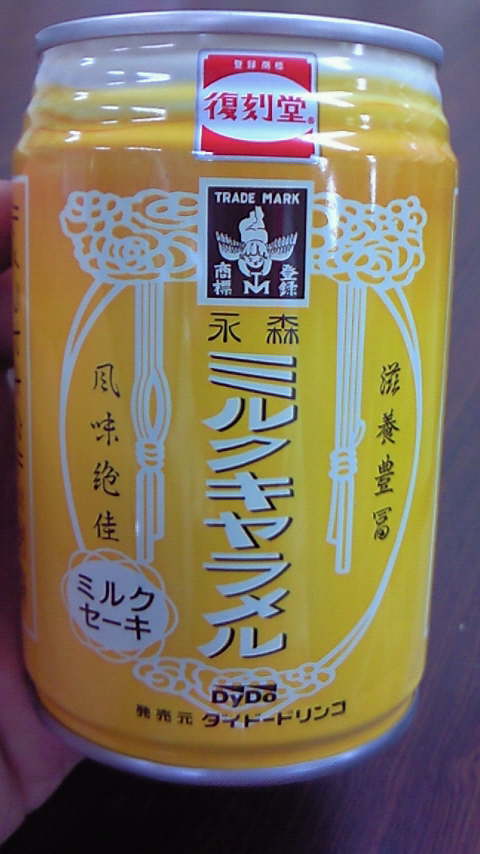 登録商標
復刻堂®
TRADE MARK
商標
登録
M
永森
ミルクキャラメル
滋養豊富
風味絶佳
ミルク
セーキ
DyDo
発売元 ダイドードリンコ